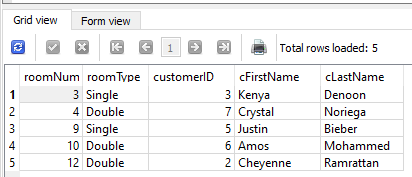 Grid view Form view
1 Total rows loaded: 5
roomNum roomType customerID cFirstName cLastName
1 3 Single 3 Kenya Denoon
2 4 Double 7 Crystal Noriega
3 9 Single 5 Justin Bieber
4 10 Double 6 Amos Mohammed
5 12 Double 2 Cheyenne Ramrattan